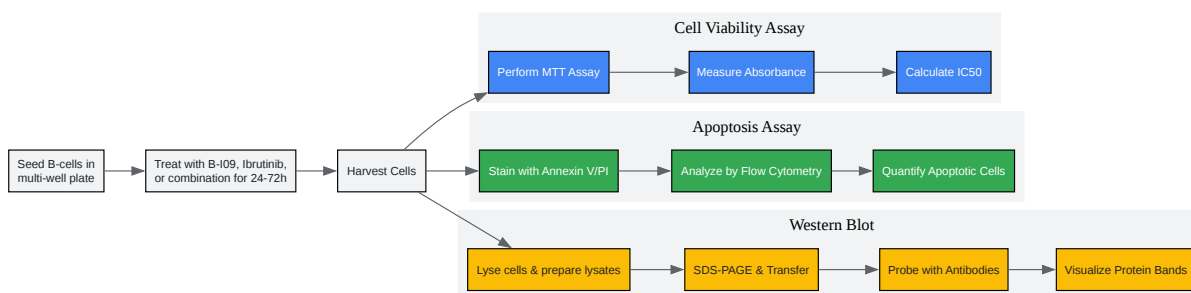 Cell Viability Assay
Perform MTT Assay
Measure Absorbance
Calculate IC50
Apoptosis Assay
Seed B-cells in
multi-well plate
Treat with B-I09, Ibrutinib,
or combination for 24-72h
Harvest Cells
Stain with Annexin V/PI
Analyze by Flow Cytometry
Quantify Apoptotic Cells
Western Blot
Lyse cells & prepare lysates
SDS-PAGE & Transfer
Probe with Antibodies
Visualize Protein Bands